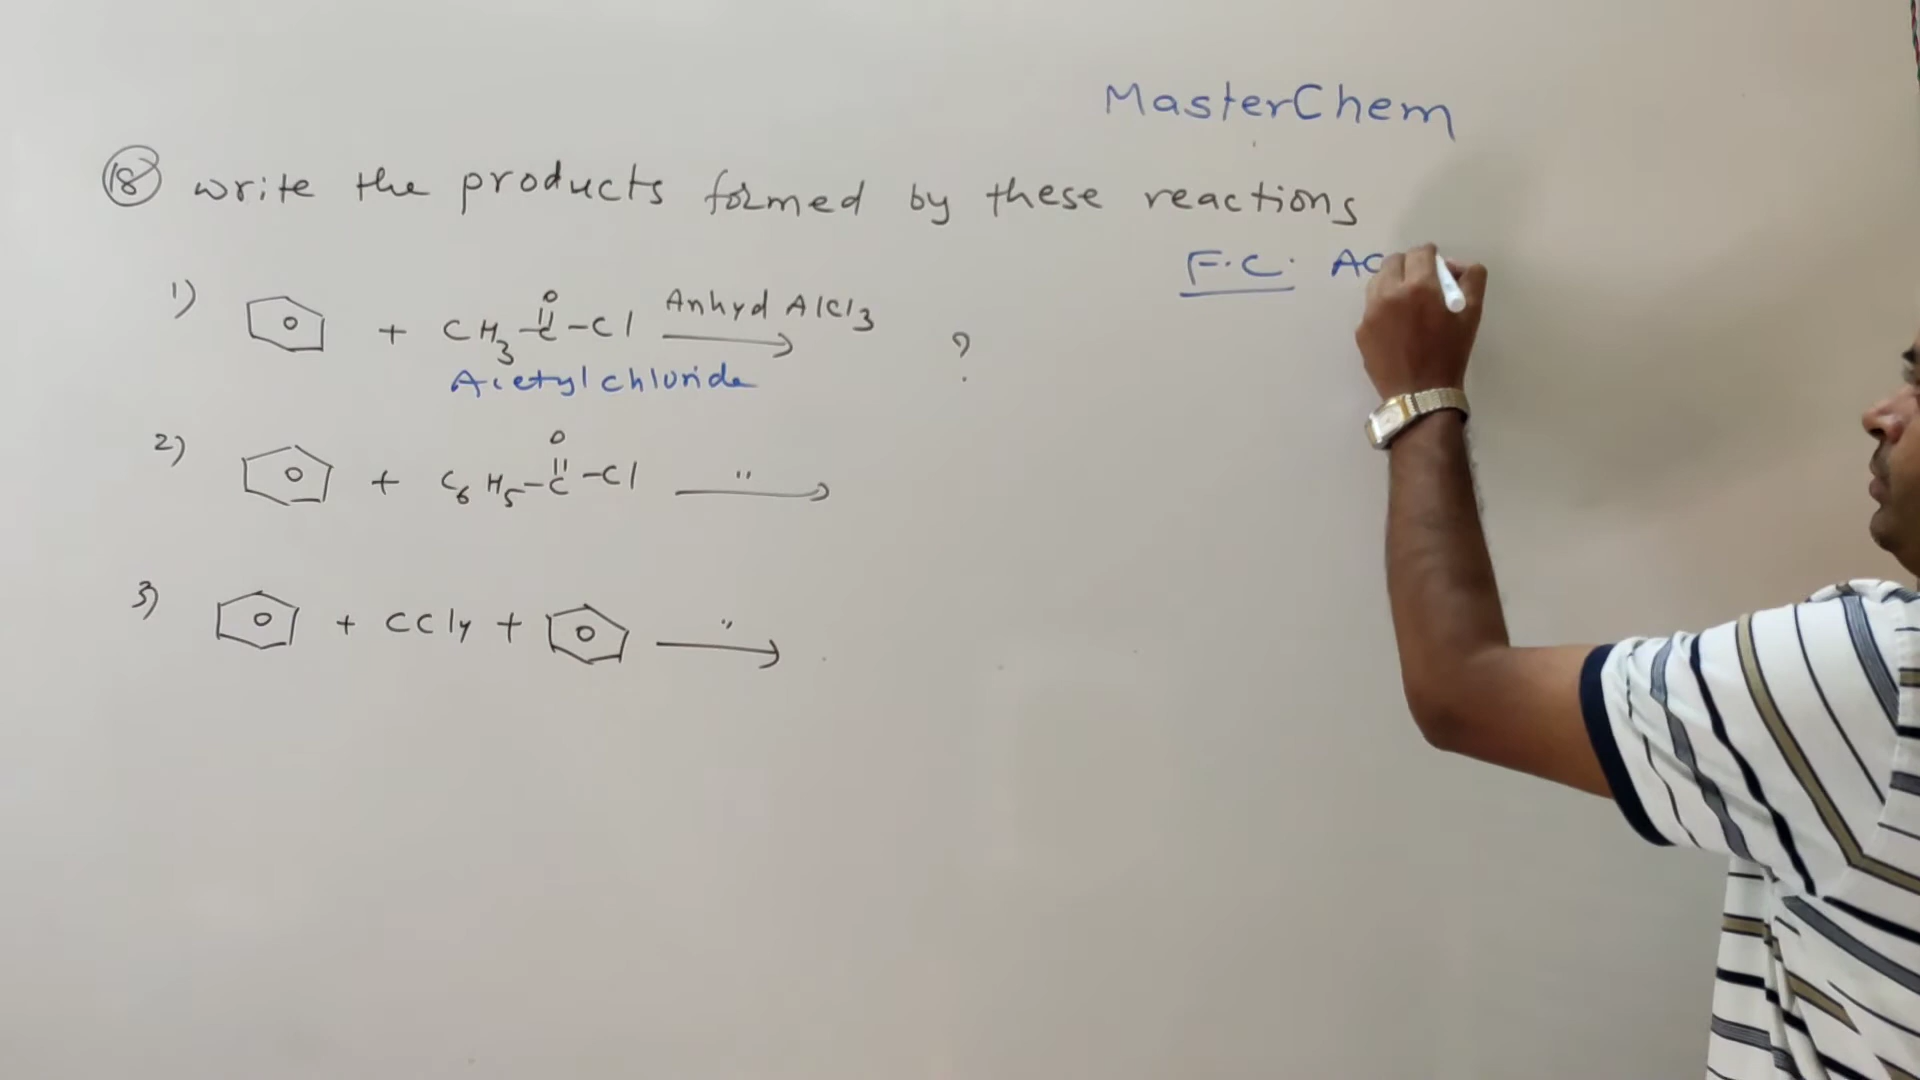 MasterChem
18 write the products formed by these reactions
F.C. AC
1) + CH3-C-Cl Anhyd AlCl3 ?
O
Acetyl chloride
2) + C6H5-C-Cl "
O
3) + CCl4 + "